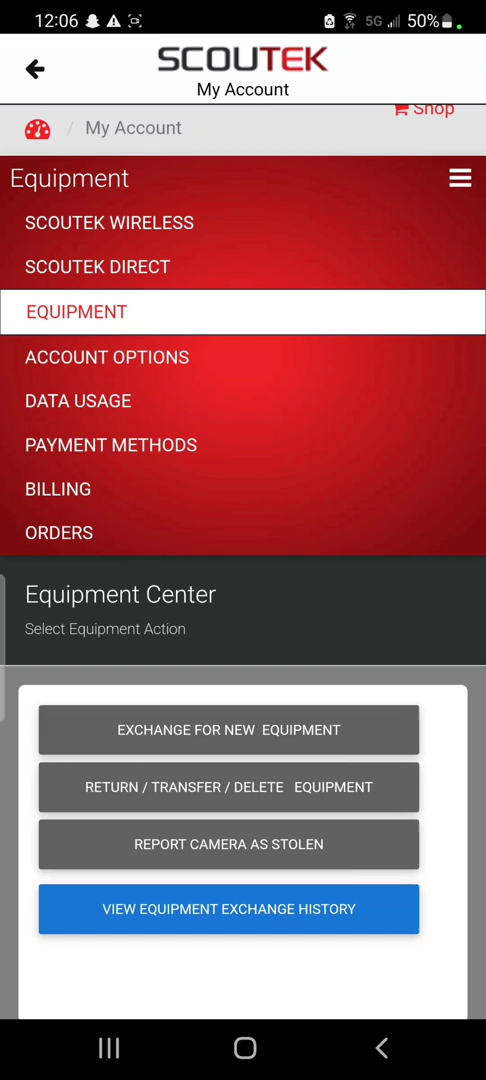 12:06 5G 50%
SCOUTEK
My Account
Shop
/ My Account
Equipment
SCOUTEK WIRELESS
SCOUTEK DIRECT
EQUIPMENT
ACCOUNT OPTIONS
DATA USAGE
PAYMENT METHODS
BILLING
ORDERS
Equipment Center
Select Equipment Action
EXCHANGE FOR NEW EQUIPMENT
RETURN / TRANSFER / DELETE EQUIPMENT
REPORT CAMERA AS STOLEN
VIEW EQUIPMENT EXCHANGE HISTORY